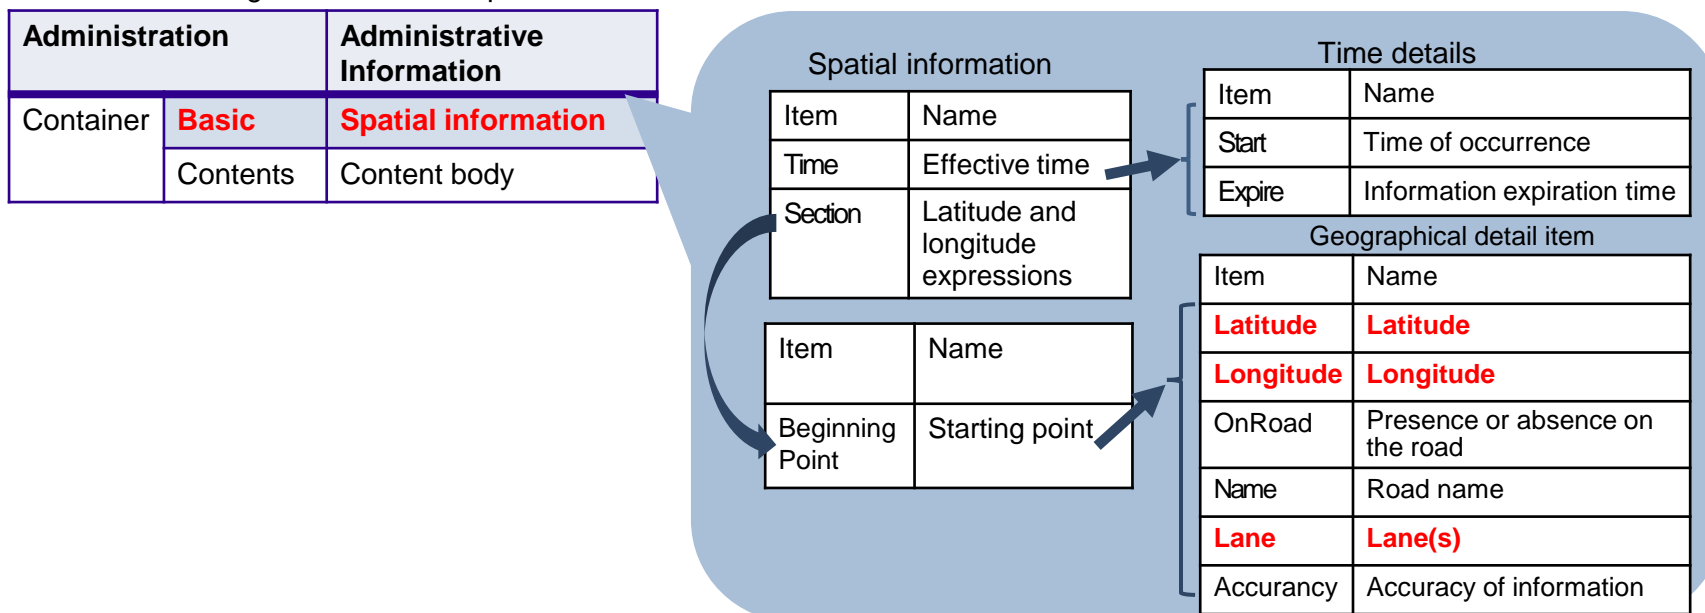 Administration
Administrative
Information
Container
Basic
Spatial information
Contents
Content body
Spatial information
Item
Name
Time
Effective time
Section
Latitude and
longitude
expressions
Item
Name
Beginning
Point
Starting point
Time details
Item
Name
Start
Time of occurrence
Expire
Information expiration time
Geographical detail item
Item
Name
Latitude
Latitude
Longitude
Longitude
OnRoad
Presence or absence on
the road
Name
Road name
Lane
Lane(s)
Accurancy
Accuracy of information